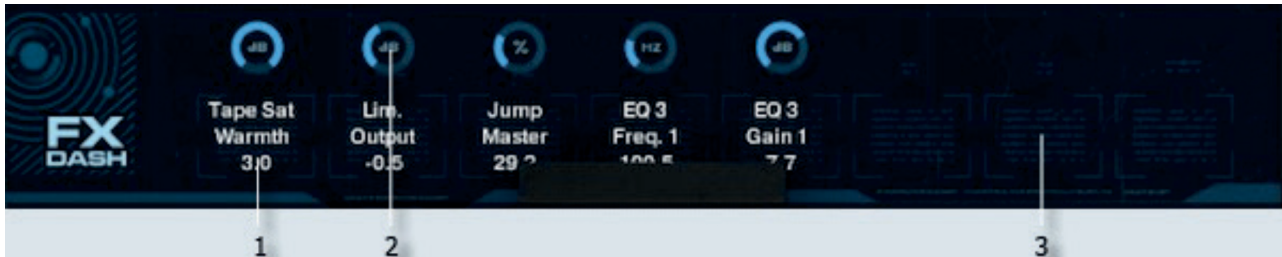 dB dB % HZ dB
Tape Sat Lim. Jump EQ 3 EQ 3
FX Warmth Output Master Freq. 1 Gain 1
DASH 3.0 -0.5
1 2 3